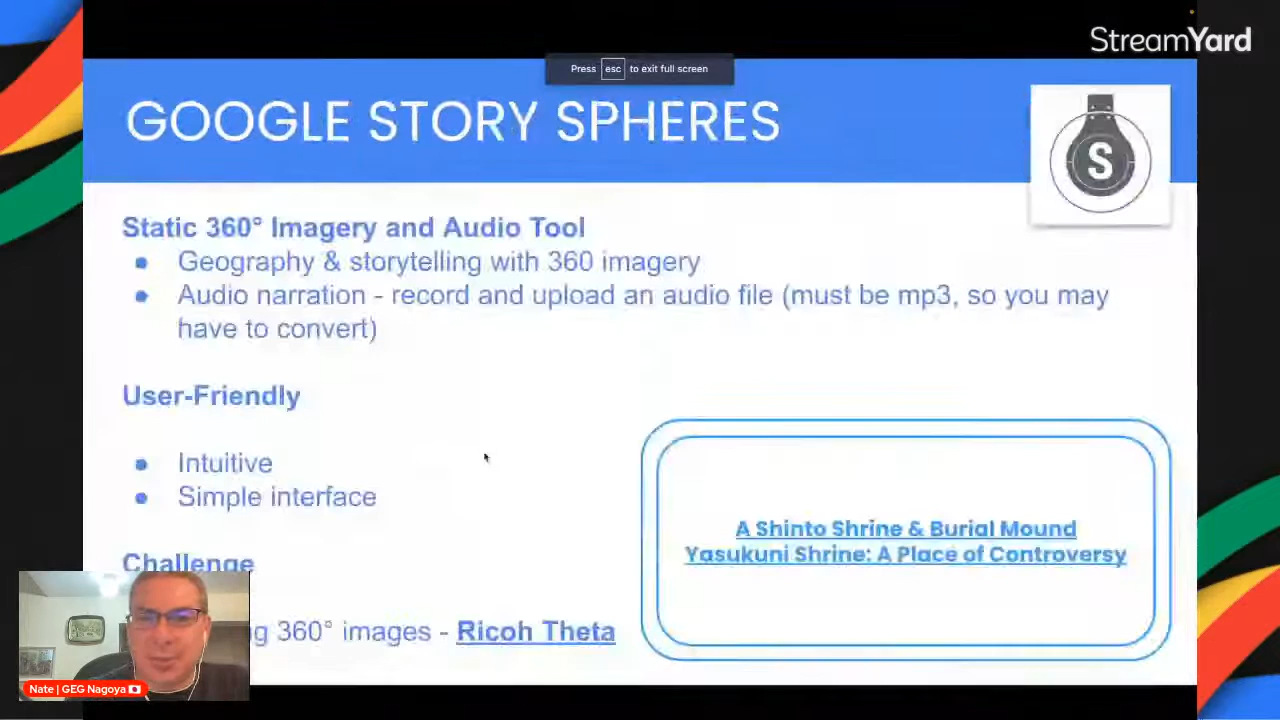 StreamYard
Press esc to exit full screen
GOOGLE STORY SPHERES
S
Static 360° Imagery and Audio Tool
● Geography & storytelling with 360 imagery
● Audio narration - record and upload an audio file (must be mp3, so you may
have to convert)
User-Friendly
● Intuitive
● Simple interface
Challenge
360° images - Ricoh Theta
A Shinto Shrine & Burial Mound
Yasukuni Shrine: A Place of Controversy
Nate | GEG Nagoya 🇯🇵